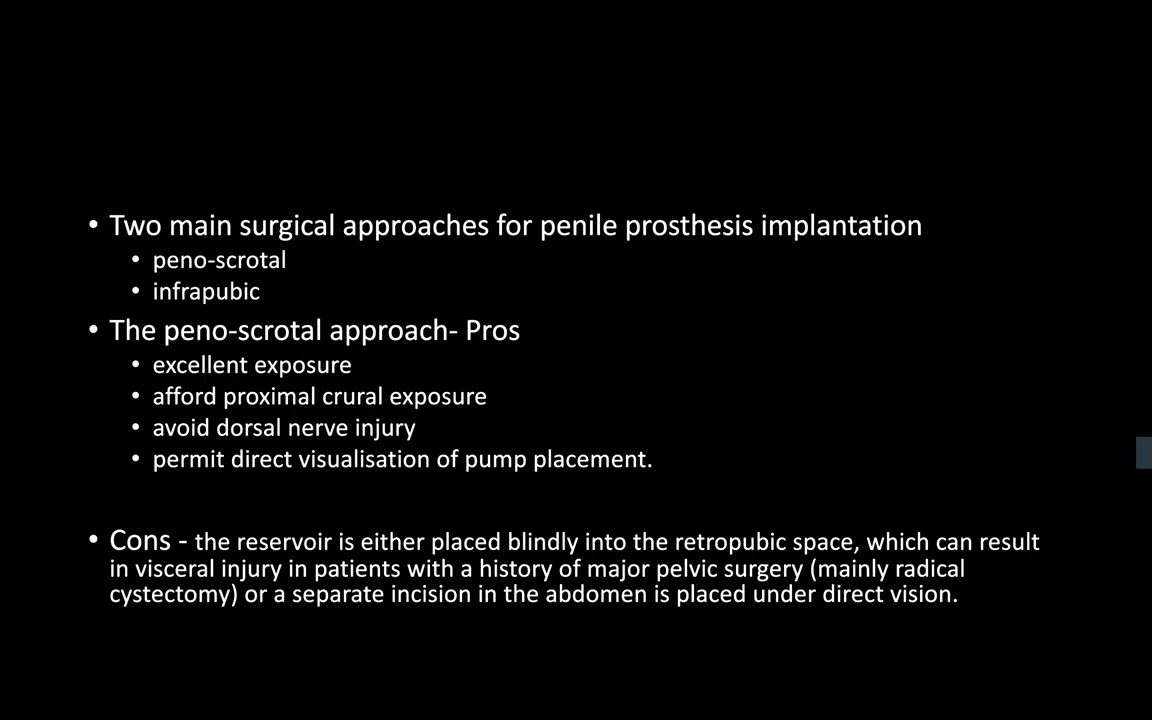 • Two main surgical approaches for penile prosthesis implantation
• peno-scrotal
• infrapubic
• The peno-scrotal approach- Pros
• excellent exposure
• afford proximal crural exposure
• avoid dorsal nerve injury
• permit direct visualisation of pump placement.
• Cons - the reservoir is either placed blindly into the retropubic space, which can result
in visceral injury in patients with a history of major pelvic surgery (mainly radical
cystectomy) or a separate incision in the abdomen is placed under direct vision.